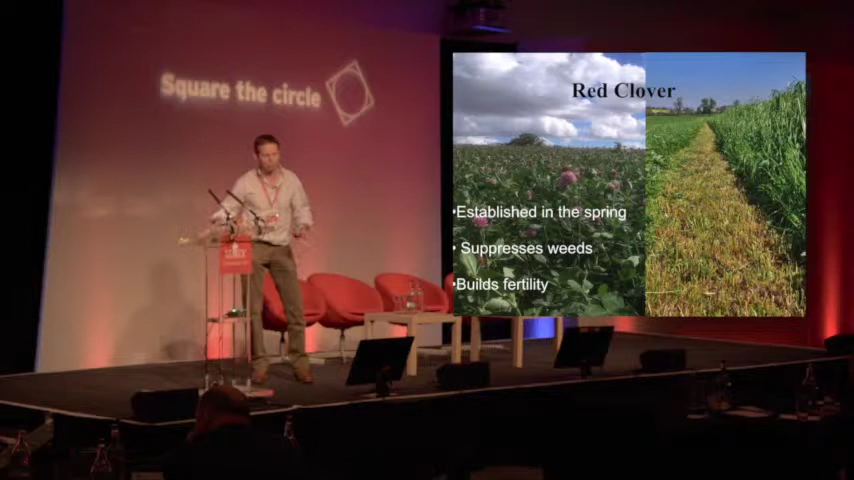 Square the circle
Red Clover
•Established in the spring
• Suppresses weeds
•Builds fertility